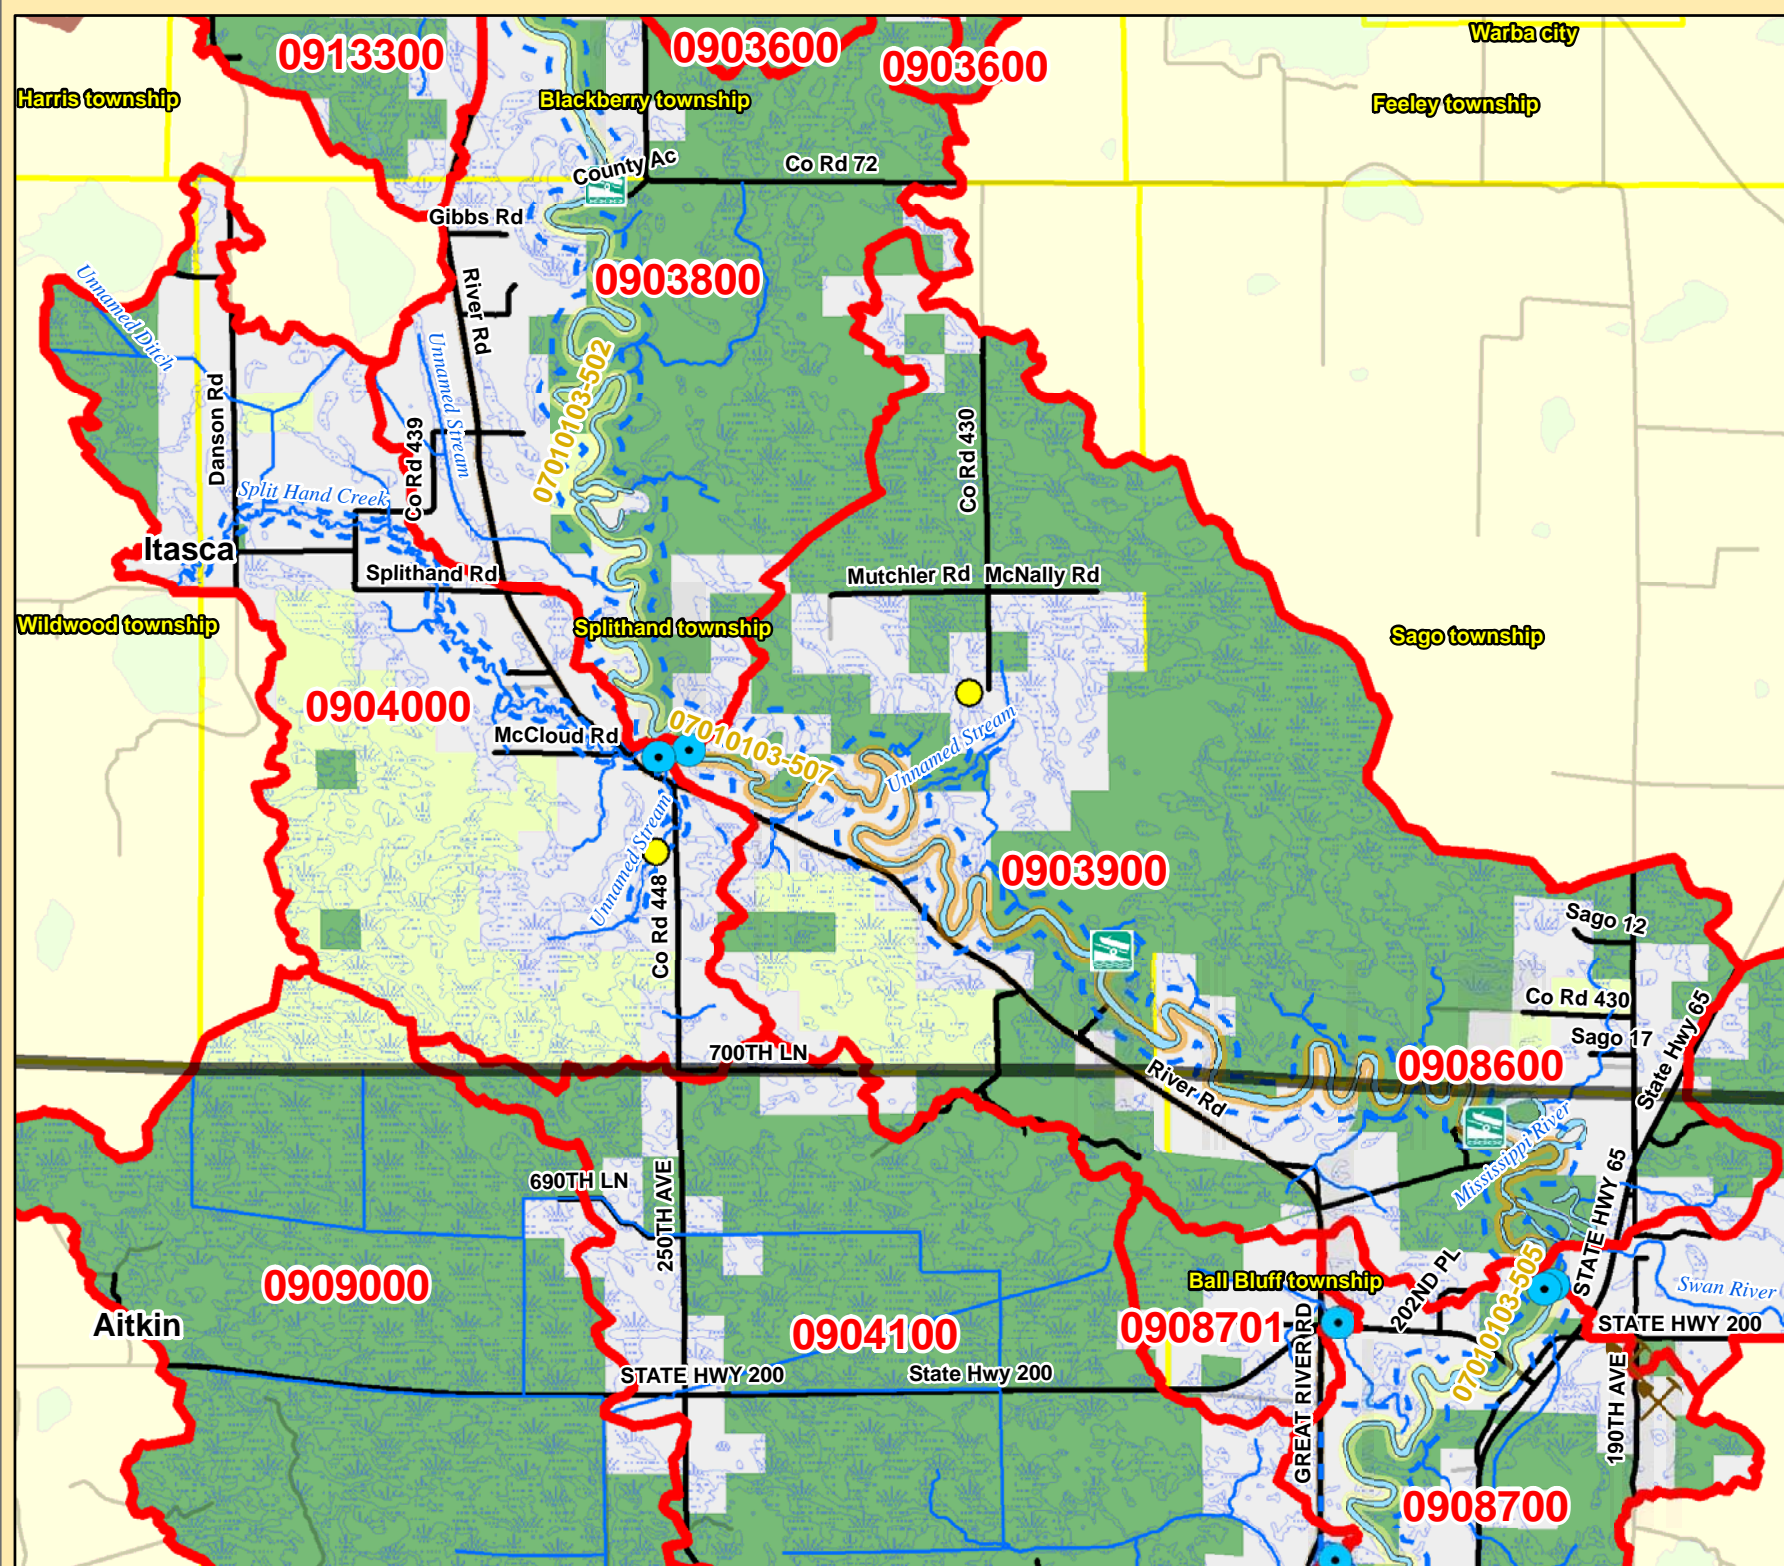 Warba city
0913300
0903600
0903600
Harris township
Blackberry township
Feeley township
County Ac
Co Rd 72
Gibbs Rd
0903800
Unnamed Ditch
River Rd
Unnamed Stream
07010103-502
Danson Rd
Co Rd 439
Co Rd 430
Split Hand Creek
Itasca
Splithand Rd
Mutchler Rd
McNally Rd
Wildwood township
Splithand township
Sago township
0904000
McCloud Rd
07010103-507
Unnamed Stream
Unnamed Stream
Co Rd 448
0903900
Sago 12
Co Rd 430
Sago 17
State Hwy 65
700TH LN
0908600
River Rd
Mississippi River
690TH LN
250TH AVE
STATE HWY 65
0909000
Ball Bluff township
202ND PL
07010103-505
Swan River
Aitkin
0904100
0908701
STATE HWY 200
STATE HWY 200
State Hwy 200
GREAT RIVER RD
190TH AVE
0908700